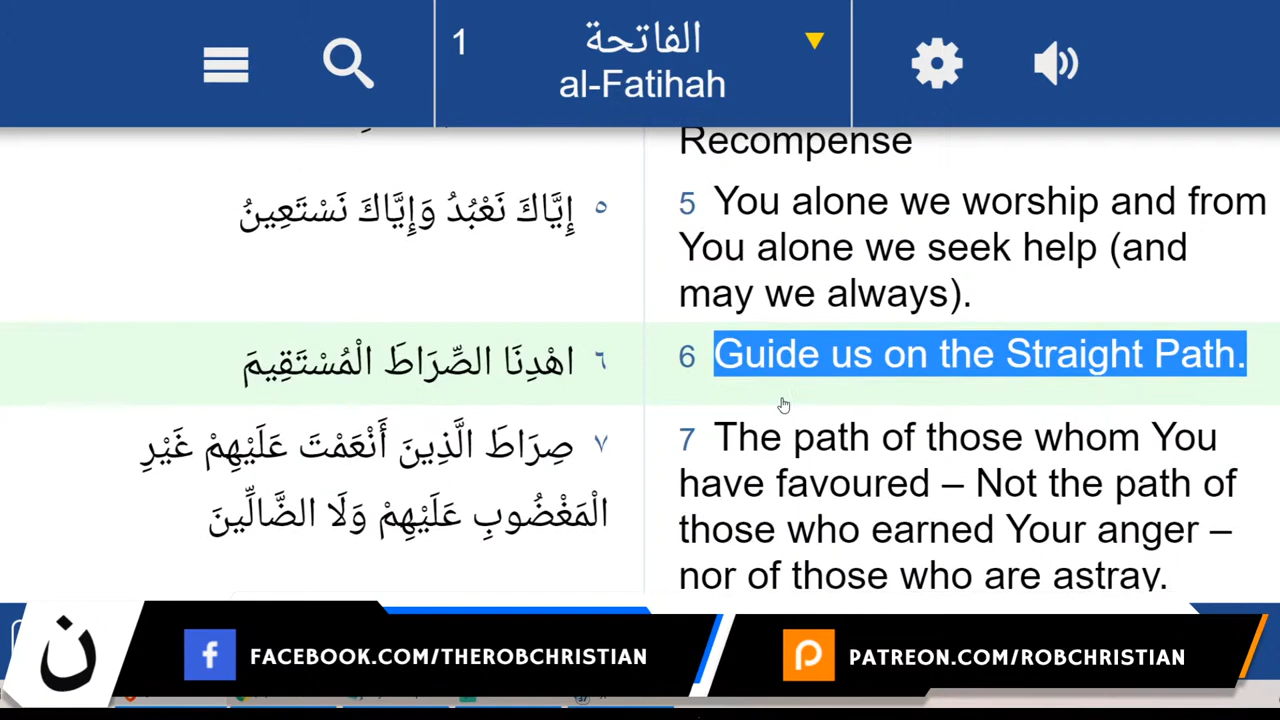 1
الفاتحة
al-Fatihah
Recompense
إِيَّاكَ نَعْبُدُ وَإِيَّاكَ نَسْتَعِينُ ٥
5 You alone we worship and from
You alone we seek help (and
may we always).
اهْدِنَا الصِّرَاطَ الْمُسْتَقِيمَ ٦
6 Guide us on the Straight Path.
صِرَاطَ الَّذِينَ أَنْعَمْتَ عَلَيْهِمْ غَيْرِ ٧
الْمَغْضُوبِ عَلَيْهِمْ وَلَا الضَّالِّينَ
7 The path of those whom You
have favoured – Not the path of
those who earned Your anger –
nor of those who are astray.
ن
FACEBOOK.COM/THEROBCHRISTIAN
PATREON.COM/ROBCHRISTIAN